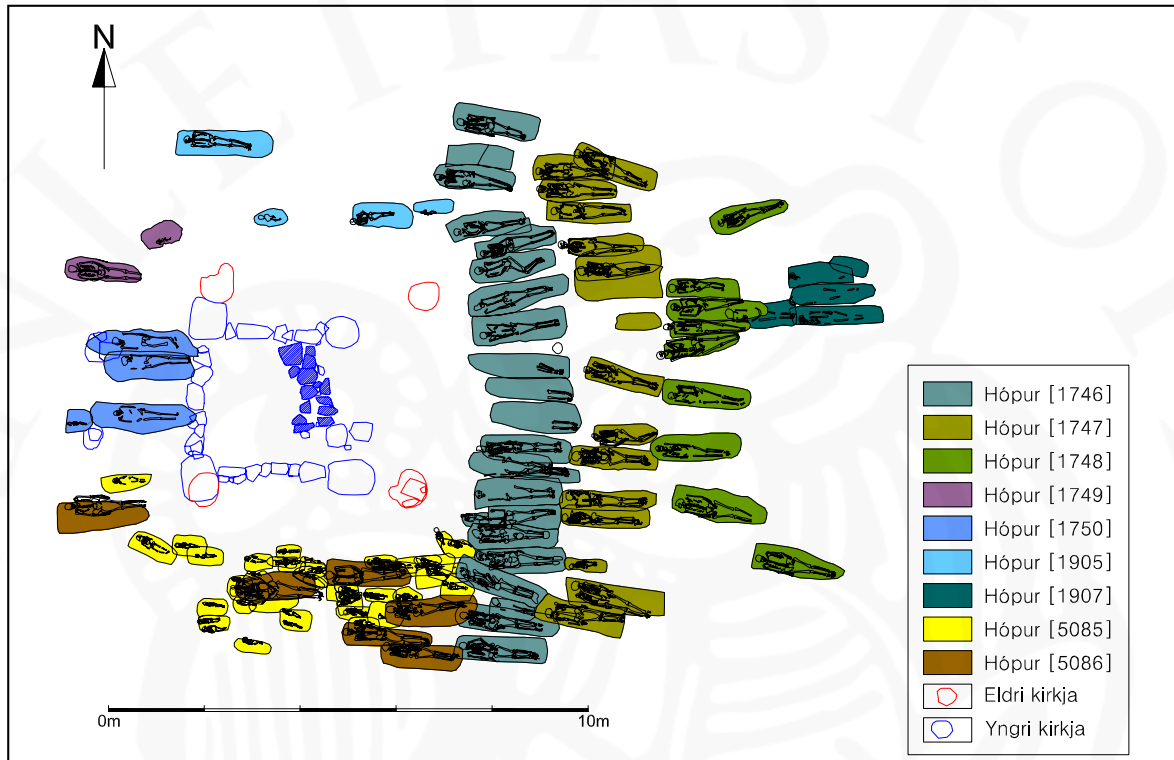 N
Hópur [1746]
Hópur [1747]
Hópur [1748]
Hópur [1749]
Hópur [1750]
Hópur [1905]
Hópur [1907]
Hópur [5085]
Hópur [5086]
Eldri kirkja
Yngri kirkja
0m 10m